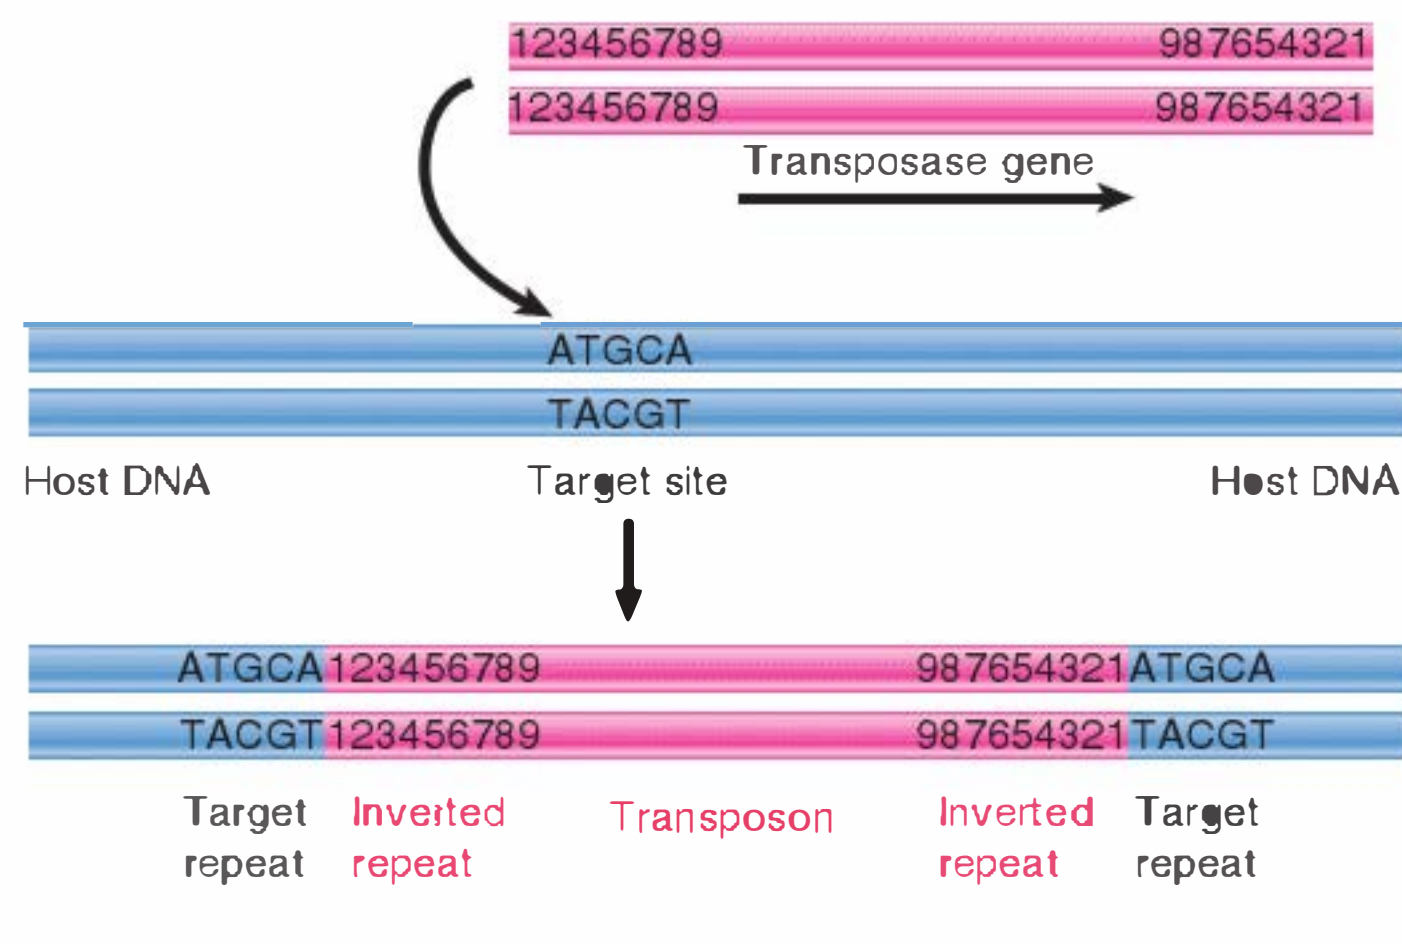 123456789 987654321
123456789 987654321
Transposase gene
ATGCA
TACGT
Host DNA Target site Host DNA
ATGCA123456789 987654321ATGCA
TACGT123456789 987654321TACGT
Target repeat
Inverted repeat
Transposon
Inverted repeat
Target repeat